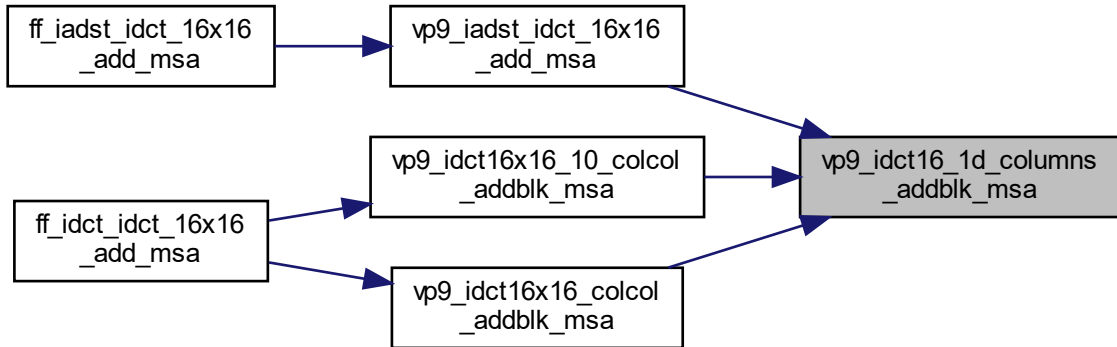 ff_iadst_idct_16x16
_add_msa
vp9_iadst_idct_16x16
_add_msa
vp9_idct16x16_10_colcol
_addblk_msa
vp9_idct16_1d_columns
_addblk_msa
ff_idct_idct_16x16
_add_msa
vp9_idct16x16_colcol
_addblk_msa